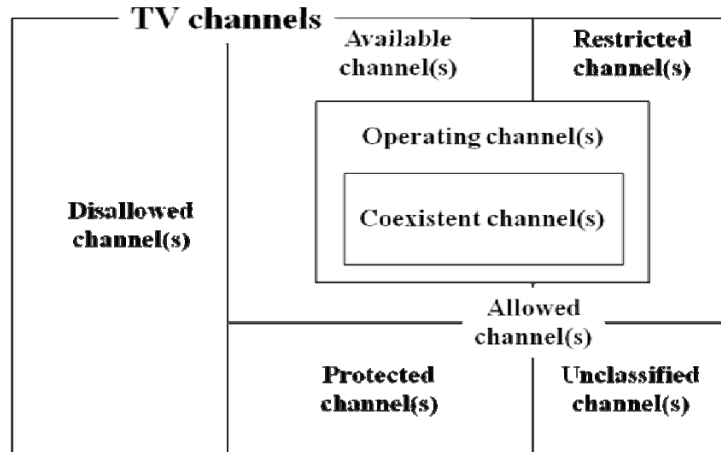 TV channels
Available
channel(s)
Restricted
channel(s)
Operating channel(s)
Coexistent channel(s)
Disallowed
channel(s)
Allowed
channel(s)
Protected
channel(s)
Unclassified
channel(s)